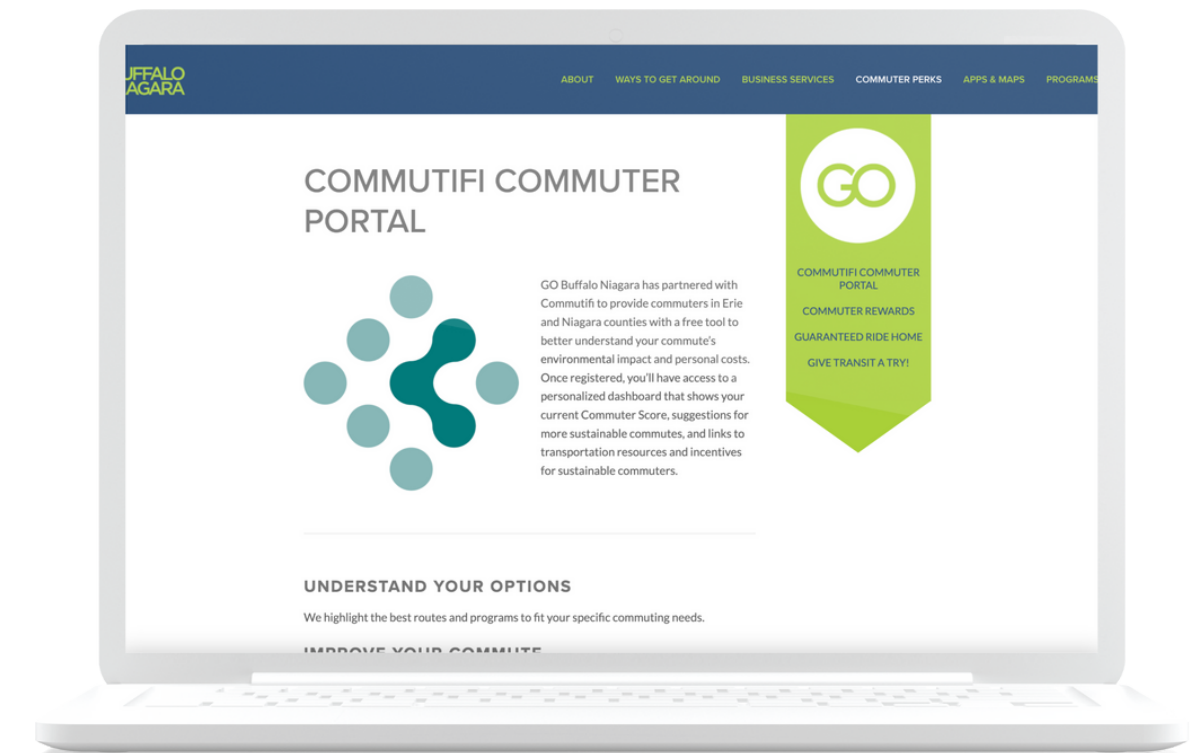 UFFALO
AGARA
ABOUT WAYS TO GET AROUND BUSINESS SERVICES COMMUTER PERKS APPS & MAPS PROGRAMS
COMMUTIFI COMMUTER
PORTAL
GO Buffalo Niagara has partnered with
Commutifi to provide commuters in Erie
and Niagara counties with a free tool to
better understand your commute’s
environmental impact and personal costs.
Once registered, you’ll have access to a
personalized dashboard that shows your
current Commuter Score, suggestions for
more sustainable commutes, and links to
transportation resources and incentives
for sustainable commuters.
GO
COMMUTIFI COMMUTER
PORTAL
COMMUTER REWARDS
GUARANTEED RIDE HOME
GIVE TRANSIT A TRY!
UNDERSTAND YOUR OPTIONS
We highlight the best routes and programs to fit your specific commuting needs.
IMPROVE YOUR COMMUTE